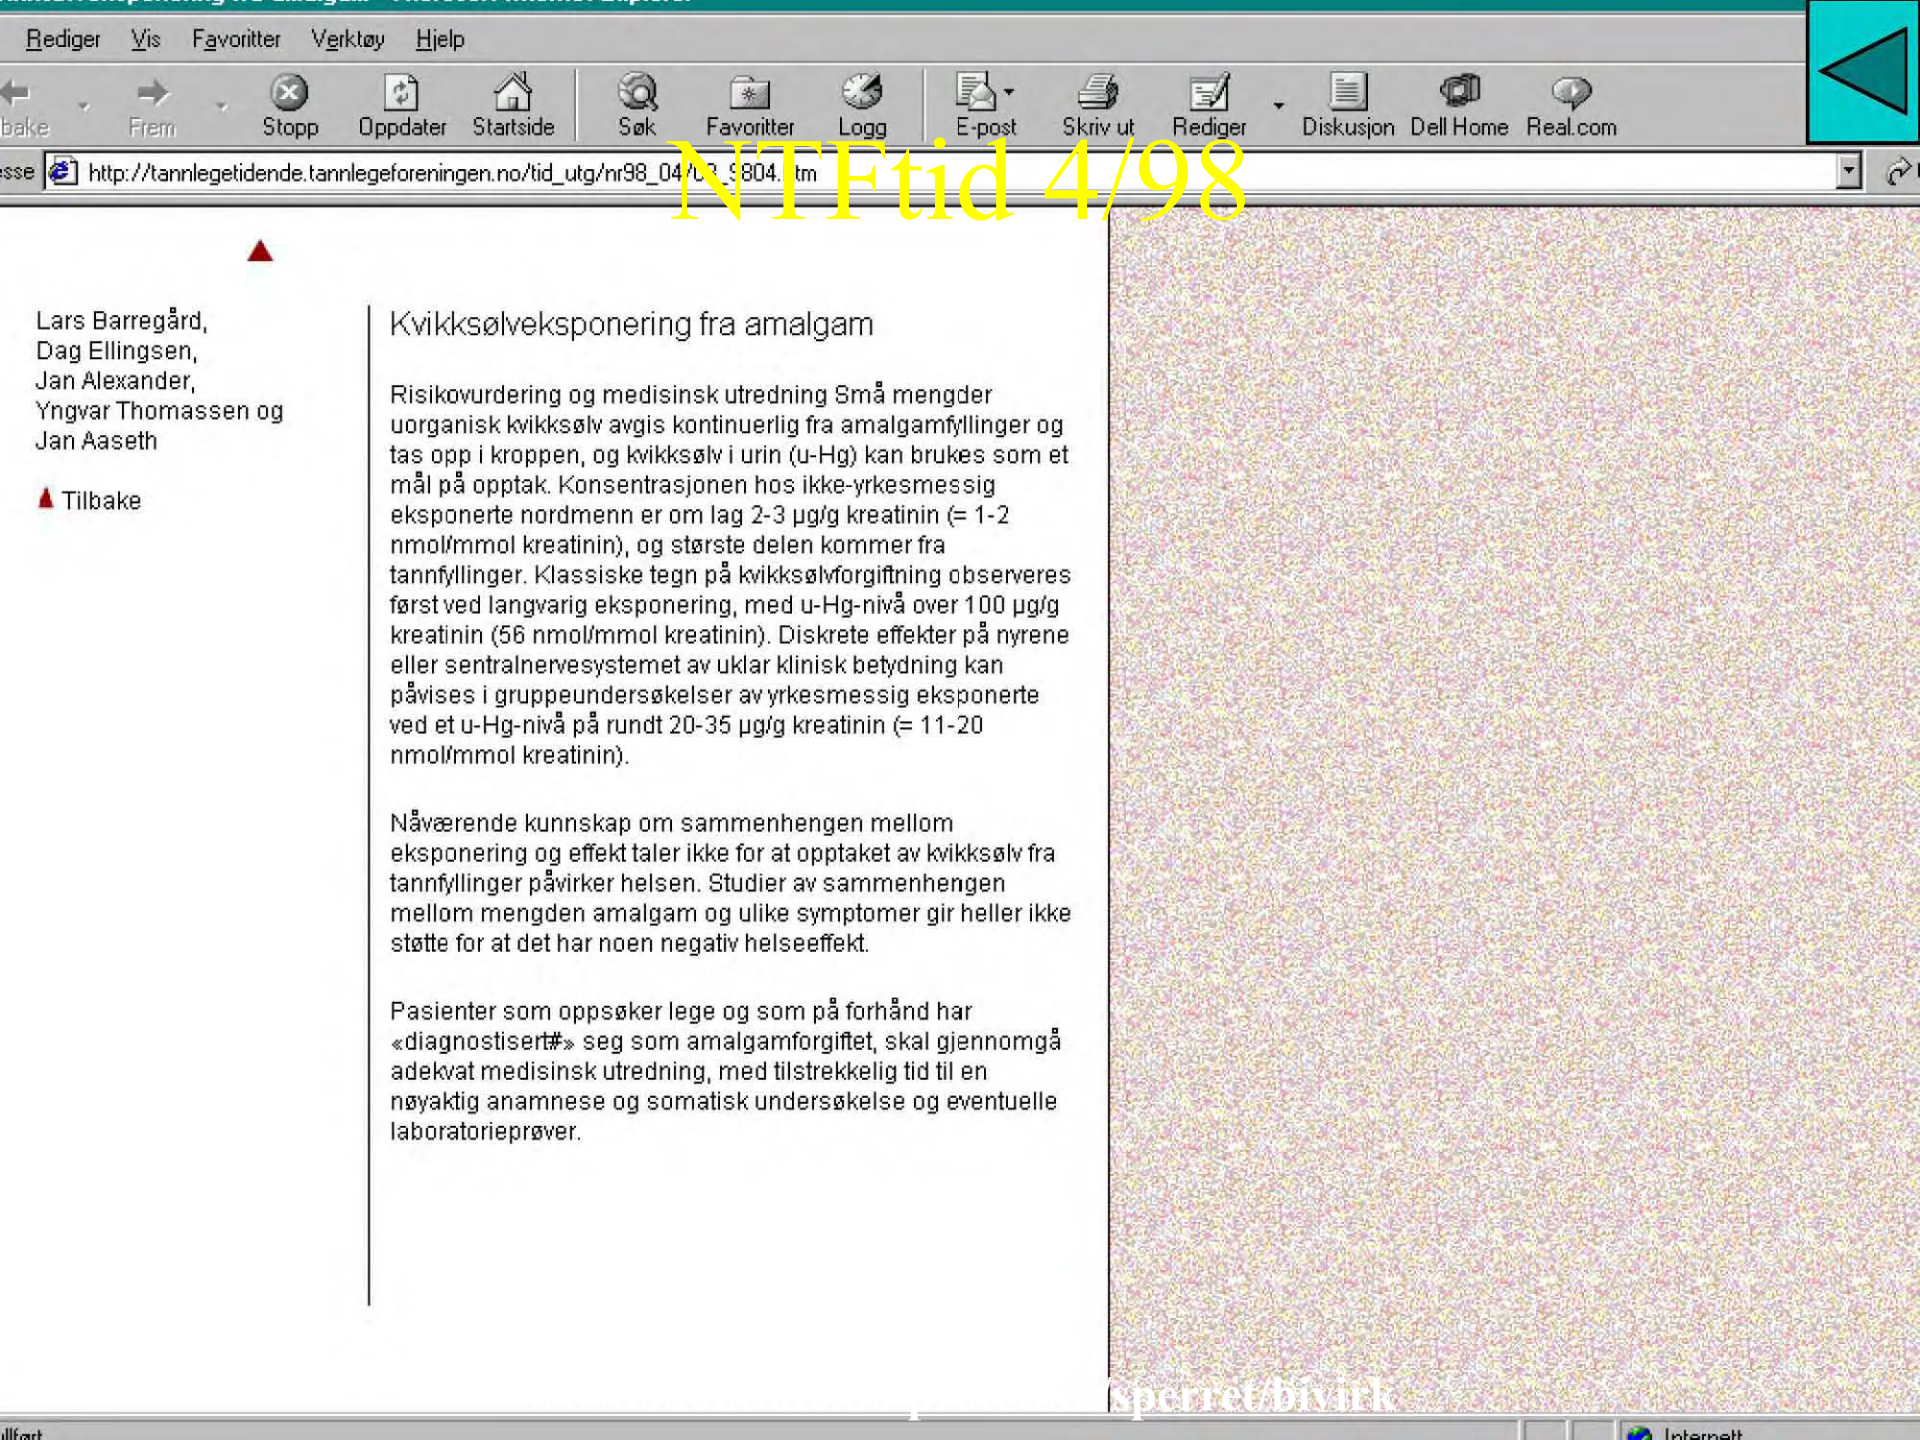 Rediger Vis Favoritter Verktøy Hjelp
Frem Stopp Oppdater Startside Søk Favoritter Logg E-post Skriv ut Rediger Diskusjon Dell Home Real.com
NTFtid 4/98
Lars Barregård,
Dag Ellingsen,
Jan Alexander,
Yngvar Thomassen og
Jan Aaseth
Tilbake
Kvikksølveksponering fra amalgam
Risikovurdering og medisinsk utredning Små mengder
uorganisk kvikksølv avgis kontinuerlig fra amalgamfyllinger og
tas opp i kroppen, og kvikksølv i urin (u-Hg) kan brukes som et
mål på opptak. Konsentrasjonen hos ikke-yrkesmessig
eksponerte nordmenn er om lag 2-3 µg/g kreatinin (= 1-2
nmol/mmol kreatinin), og største delen kommer fra
tannfyllinger. Klassiske tegn på kvikksølvforgiftning observeres
først ved langvarig eksponering, med u-Hg-nivå over 100 µg/g
kreatinin (56 nmol/mmol kreatinin). Diskrete effekter på nyrene
eller sentralnervesystemet av uklar klinisk betydning kan
påvises i gruppeundersøkelser av yrkesmessig eksponerte
ved et u-Hg-nivå på rundt 20-35 µg/g kreatinin (= 11-20
nmol/mmol kreatinin).
Nåværende kunnskap om sammenhengen mellom
eksponering og effekt taler ikke for at opptaket av kvikksølv fra
tannfyllinger påvirker helsen. Studier av sammenhengen
mellom mengden amalgam og ulike symptomer gir heller ikke
støtte for at det har noen negativ helseeffekt.
Pasienter som oppsøker lege og som på forhånd har
«diagnostisert#» seg som amalgamforgiftet, skal gjennomgå
adekvat medisinsk utredning, med tilstrekkelig tid til en
nøyaktig anamnese og somatisk undersøkelse og eventuelle
laboratorieprøver.
/sperret/bivirk
Internett